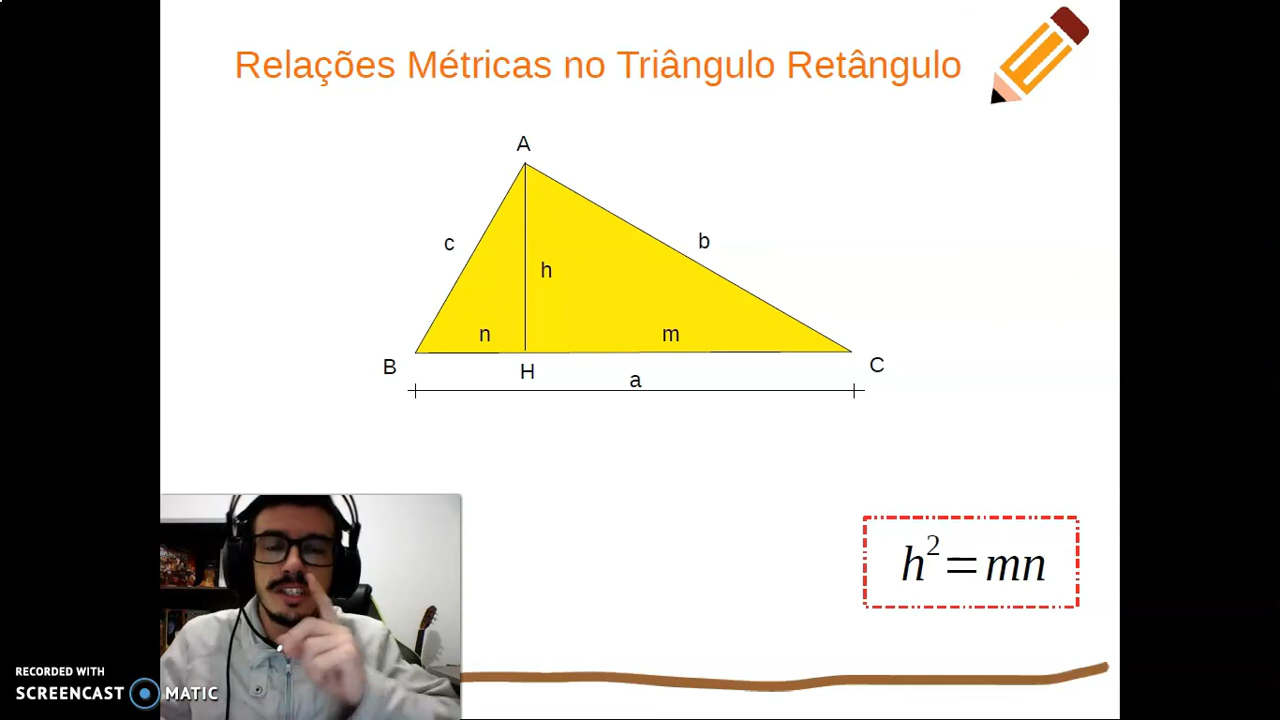 Relações Métricas no Triângulo Retângulo
A
c
b
h
n
m
B
H
C
a
h²=mn
RECORDED WITH
SCREENCAST MATIC